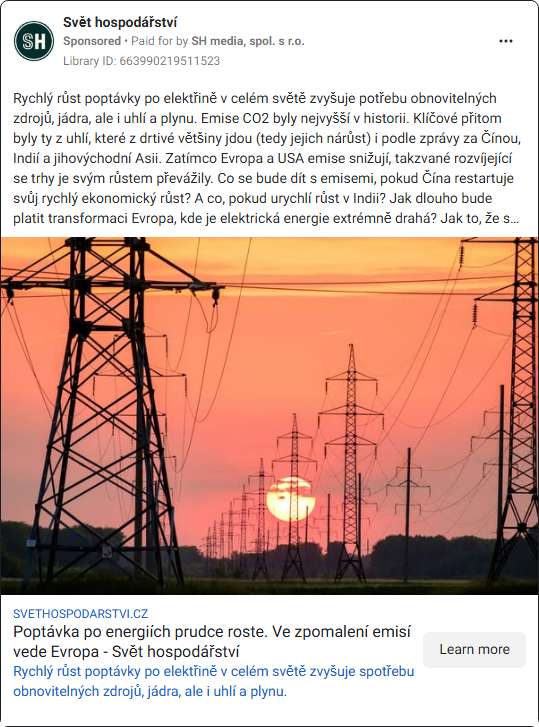 SH
Svět hospodářství
Sponsored • Paid for by SH media, spol. s r.o.
Library ID: 663990219511523
Rychlý růst poptávky po elektřině v celém světě zvyšuje potřebu obnovitelných
zdrojů, jádra, ale i uhlí a plynu. Emise CO2 byly nejvyšší v historii. Klíčové přitom
byly ty z uhlí, které z drtivé většiny jdou (tedy jejich nárůst) i podle zprávy za Čínou,
Indií a jihovýchodní Asii. Zatímco Evropa a USA emise snižují, takzvané rozvíjející
se trhy je svým růstem převážily. Co se bude dít s emisemi, pokud Čína restartuje
svůj rychlý ekonomický růst? A co, pokud urychlí růst v Indii? Jak dlouho bude
platit transformaci Evropa, kde je elektrická energie extrémně drahá? Jak to, že s...
SVETHOSPODARSTVI.CZ
Poptávka po energiích prudce roste. Ve zpomalení emisí
vede Evropa - Svět hospodářství
Learn more
Rychlý růst poptávky po elektřině v celém světě zvyšuje spotřebu
obnovitelných zdrojů, jádra, ale i uhlí a plynu.